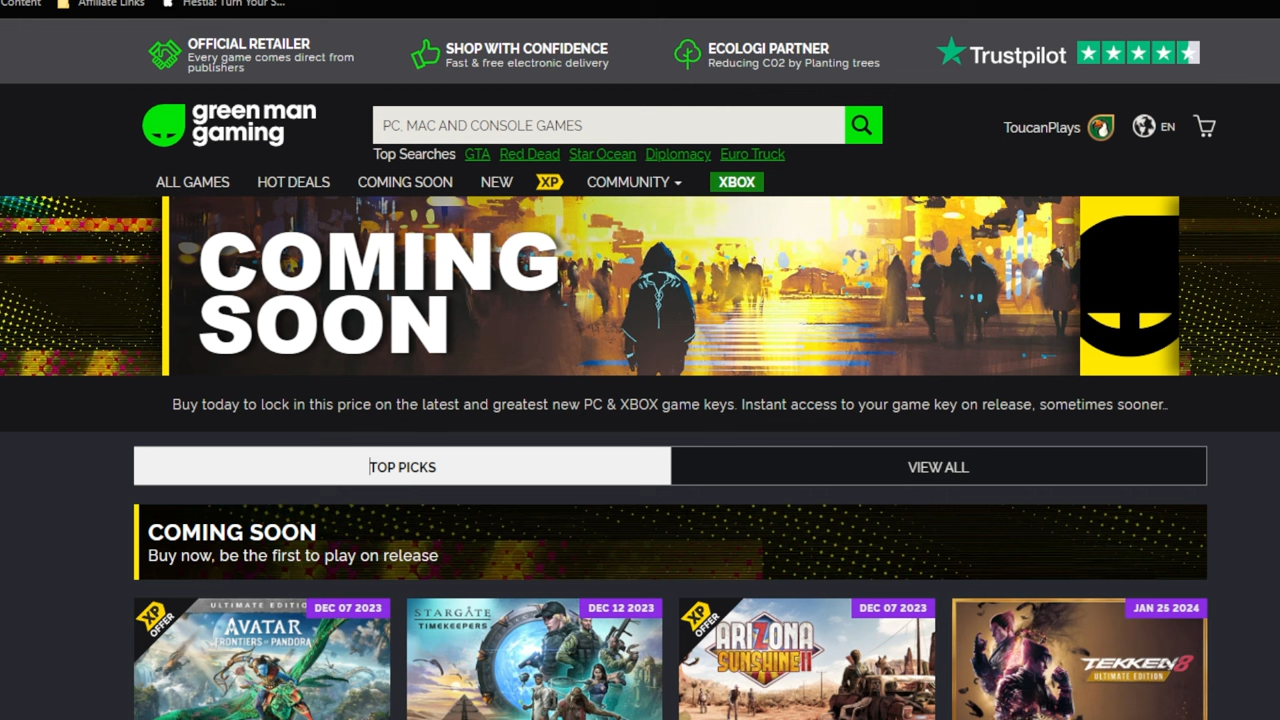 Content
Affiliate Links
Hestia: Turn Your S...
OFFICIAL RETAILER
Every game comes direct from
publishers
SHOP WITH CONFIDENCE
Fast & free electronic delivery
ECOLOGI PARTNER
Reducing CO2 by Planting trees
Trustpilot
green man
gaming
PC, MAC AND CONSOLE GAMES
ToucanPlays
EN
Top Searches GTA Red Dead Star Ocean Diplomacy Euro Truck
ALL GAMES HOT DEALS COMING SOON NEW XP COMMUNITY XBOX
COMING
SOON
Buy today to lock in this price on the latest and greatest new PC & XBOX game keys. Instant access to your game key on release, sometimes sooner..
TOP PICKS
VIEW ALL
COMING SOON
Buy now, be the first to play on release
XP
OFFER
ULTIMATE EDITIO
DEC 07 2023
AVATAR
FRONTIERS OF PANDORA
STARGATE
TIMEKEEPERS
DEC 12 2023
XP
OFFER
DEC 07 2023
ARIZONA
SUNSHINE II
JAN 25 2024
TEKKEN 8
ULTIMATE EDITION